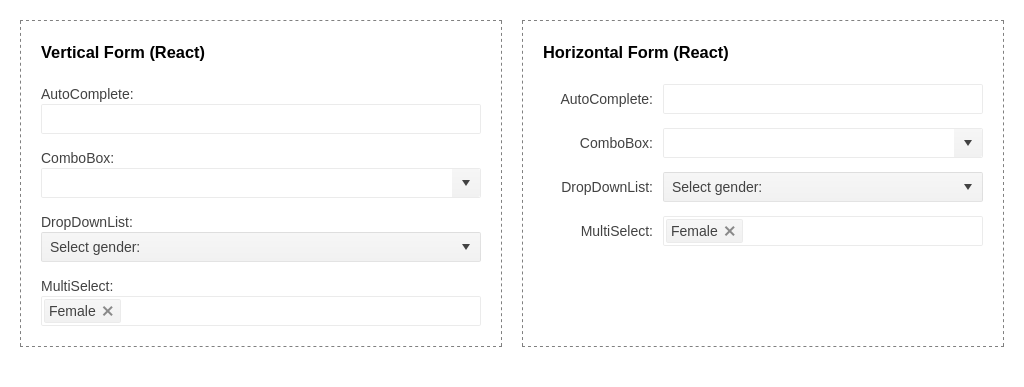 Vertical Form (React)
AutoComplete:
ComboBox:
DropDownList:
Select gender:
MultiSelect:
Female
Horizontal Form (React)
AutoComplete:
ComboBox:
DropDownList: Select gender:
MultiSelect: Female